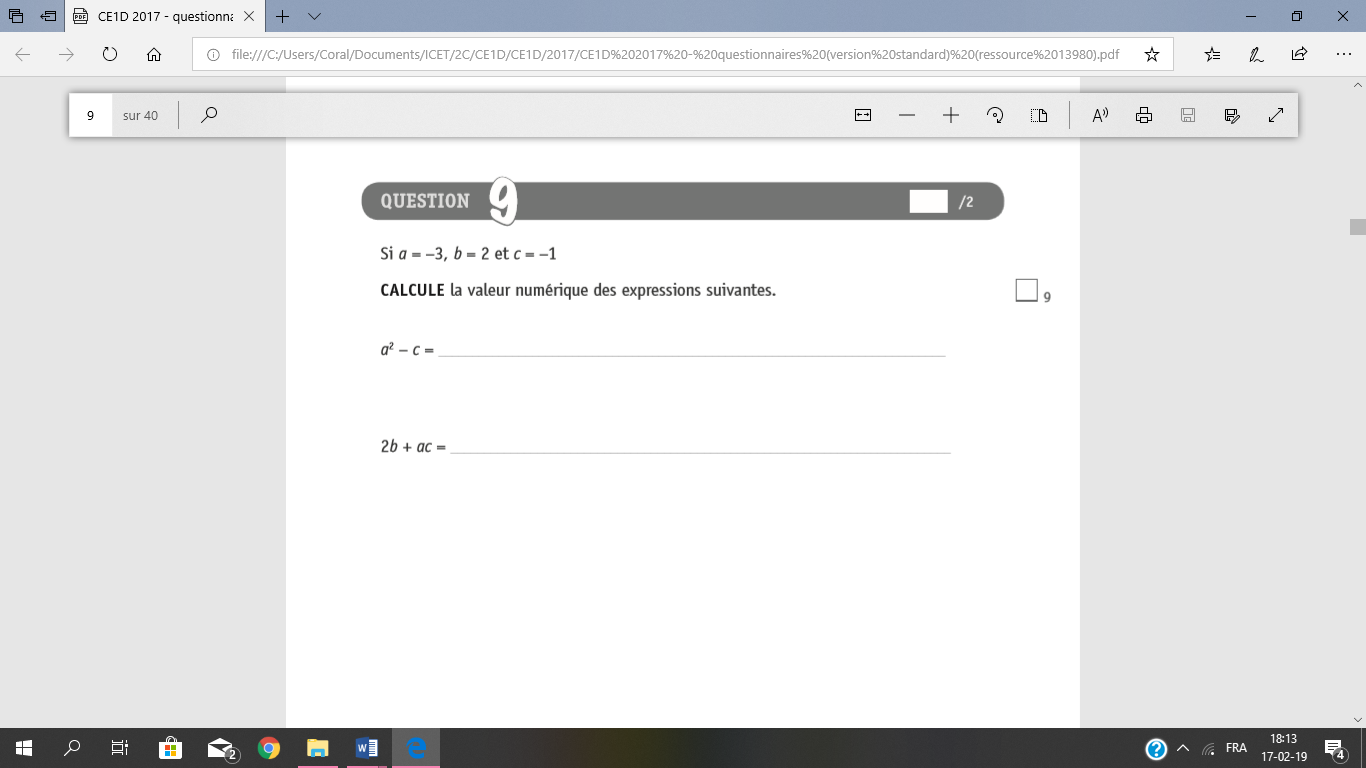 CE1D 2017 - questionna
file:///C:/Users/Coral/Documents/ICET/2C/CE1D/CE1D/2017/CE1D%202017%20-%20questionnaires%20(version%20standard)%20(ressource%2013980).pdf
9 sur 40
QUESTION 9 /2
Si a = –3, b = 2 et c = –1
CALCULE la valeur numérique des expressions suivantes.
9
a² – c =
2b + ac =
2
FRA
18:13
17-02-19
4